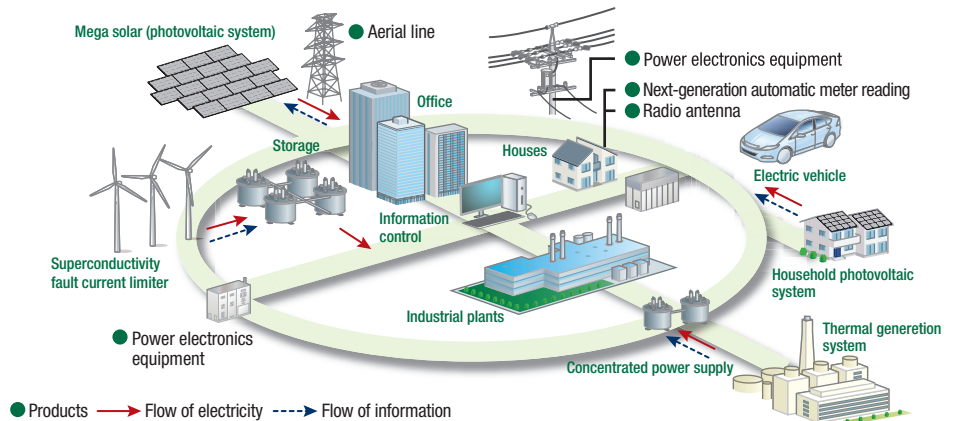 Mega solar (photovoltaic system)
Aerial line
Power electronics equipment
Office
Next-generation automatic meter reading
Radio antenna
Storage
Houses
Electric vehicle
Information
control
Superconductivity
fault current limiter
Household photovoltaic
system
Industrial plants
Thermal generetion
system
Power electronics
equipment
Concentrated power supply
Products
Flow of electricity
Flow of information